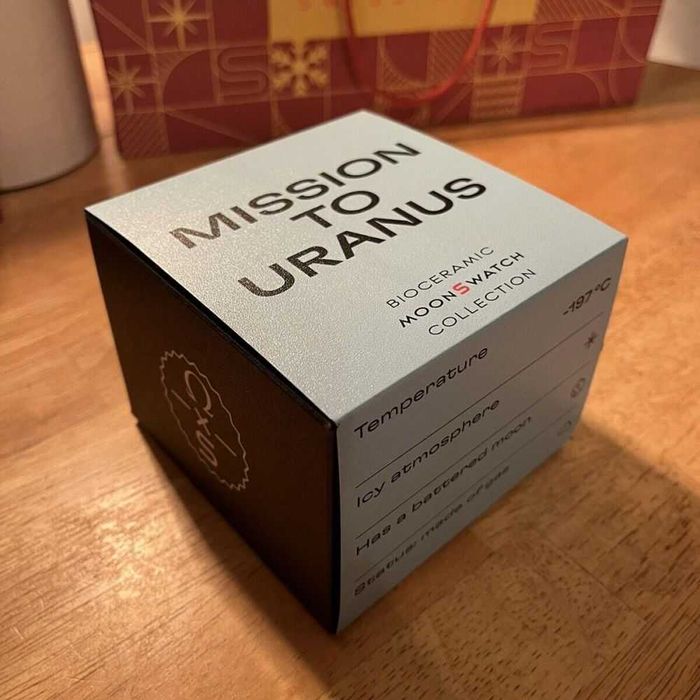 MISSION
TO
URANUS
BIOCERAMIC
MOONSWATCH
COLLECTION
Temperature -197°C
Icy atmosphere
Has a battered moon
Status: made of gas